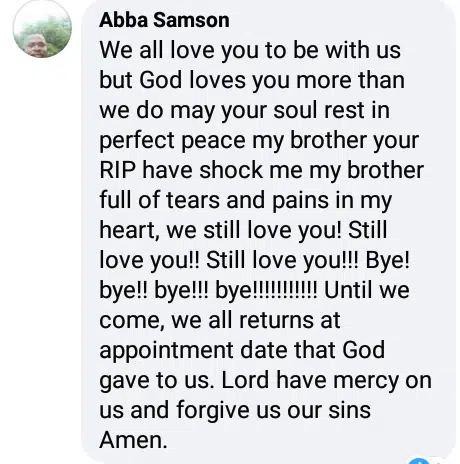 Abba Samson
We all love you to be with us
but God loves you more than
we do may your soul rest in
perfect peace my brother your
RIP have shock me my brother
full of tears and pains in my
heart, we still love you! Still
love you!! Still love you!!! Bye!
bye!! bye!!! bye!!!!!!!!!!! Until we
come, we all returns at
appointment date that God
gave to us. Lord have mercy on
us and forgive us our sins
Amen.